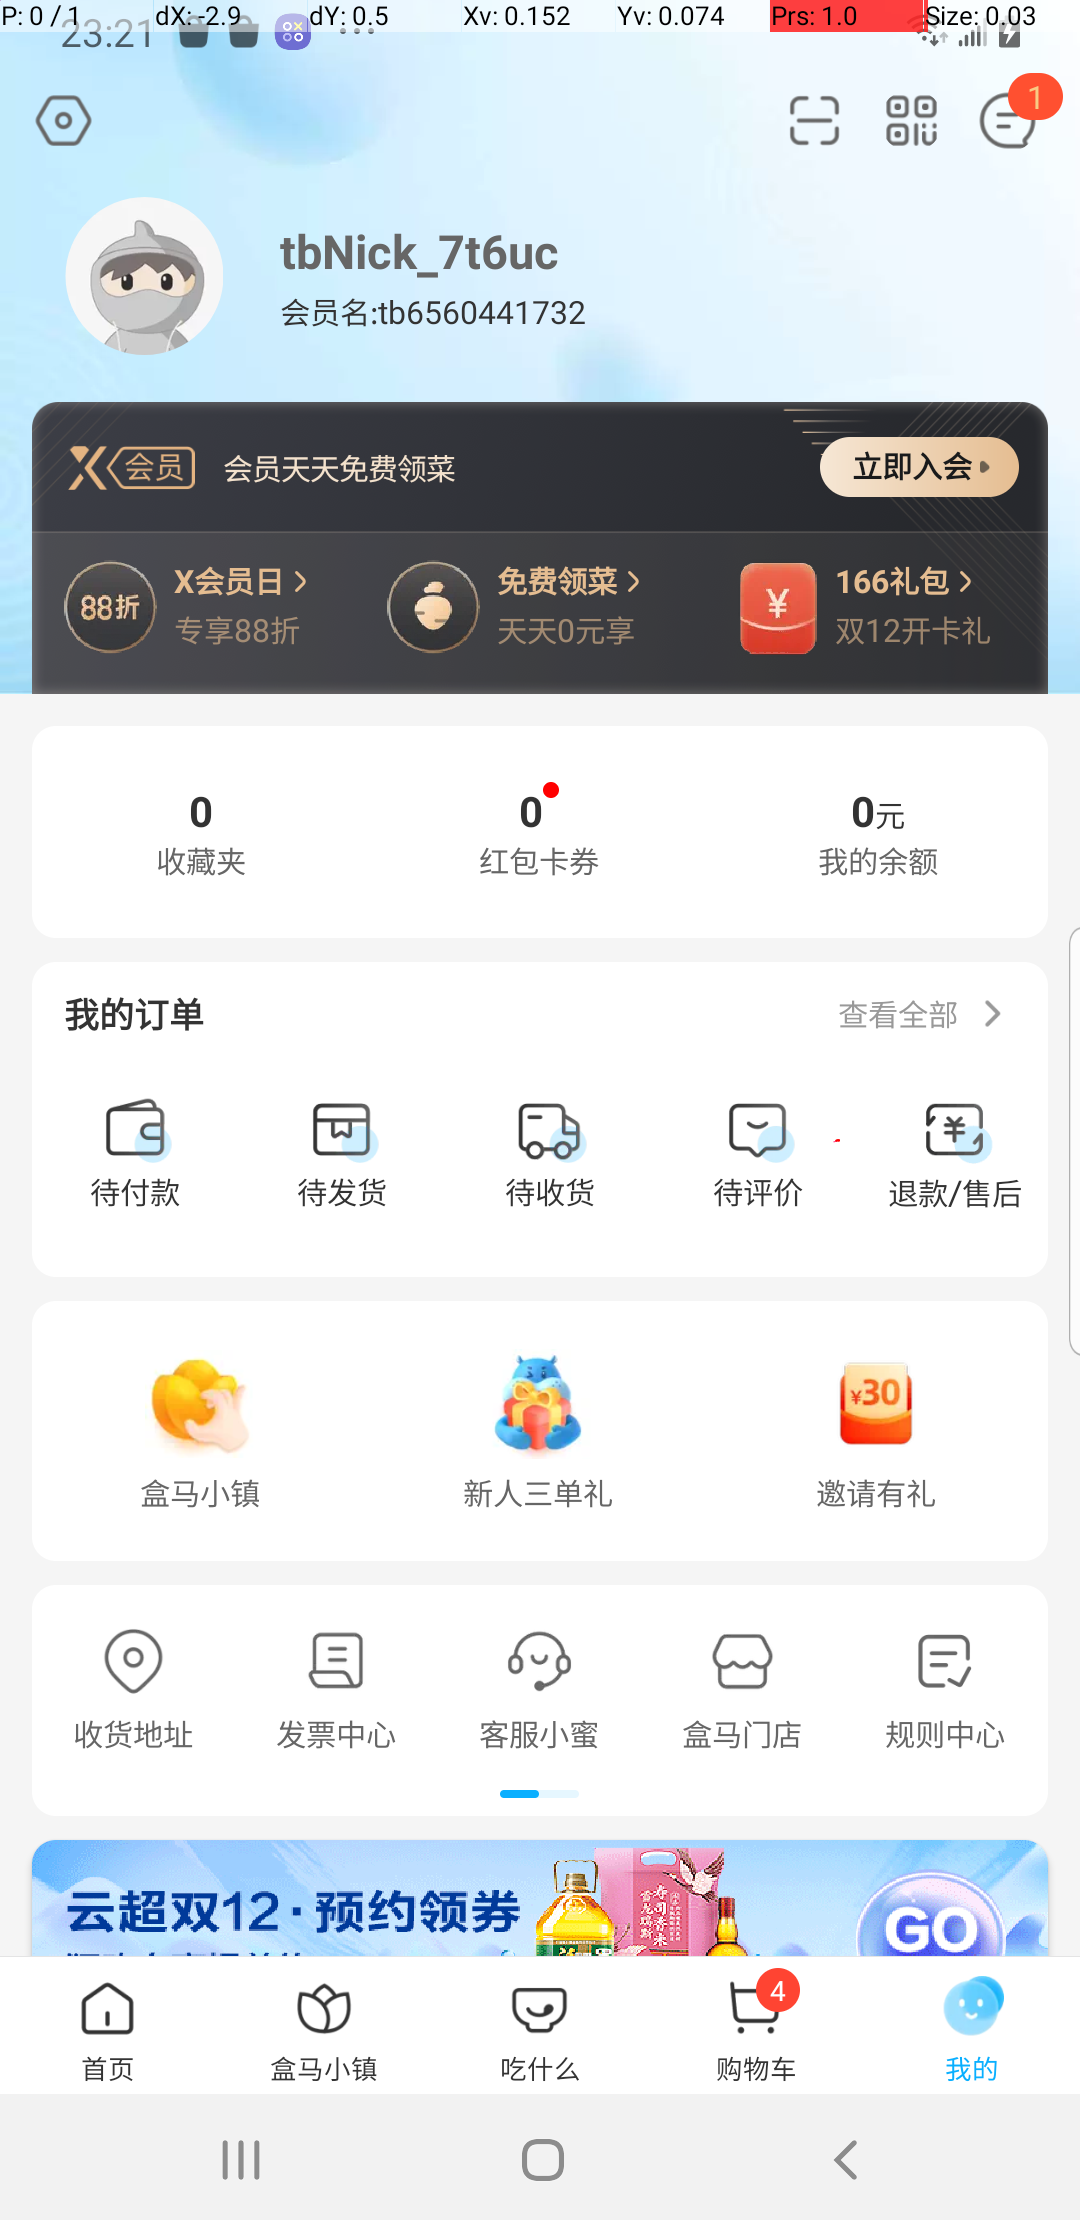 P: 0 / 1 dX: -2.9 dY: 0.5 Xv: 0.152 Yv: 0.074 Prs: 1.0 Size: 0.03
23:21
1
tbNick_7t6uc
会员名:tb6560441732
X会员 会员天天免费领菜 立即入会
88折 X会员日 免费领菜 ¥ 166礼包
专享88折 天天0元享 双12开卡礼
0 0 0元
收藏夹 红包卡券 我的余额
我的订单 查看全部
待付款 待发货 待收货 待评价 退款/售后
¥30
盒马小镇 新人三单礼 邀请有礼
收货地址 发票中心 客服小蜜 盒马门店 规则中心
云超双12·预约领券 GO
4
首页 盒马小镇 吃什么 购物车 我的